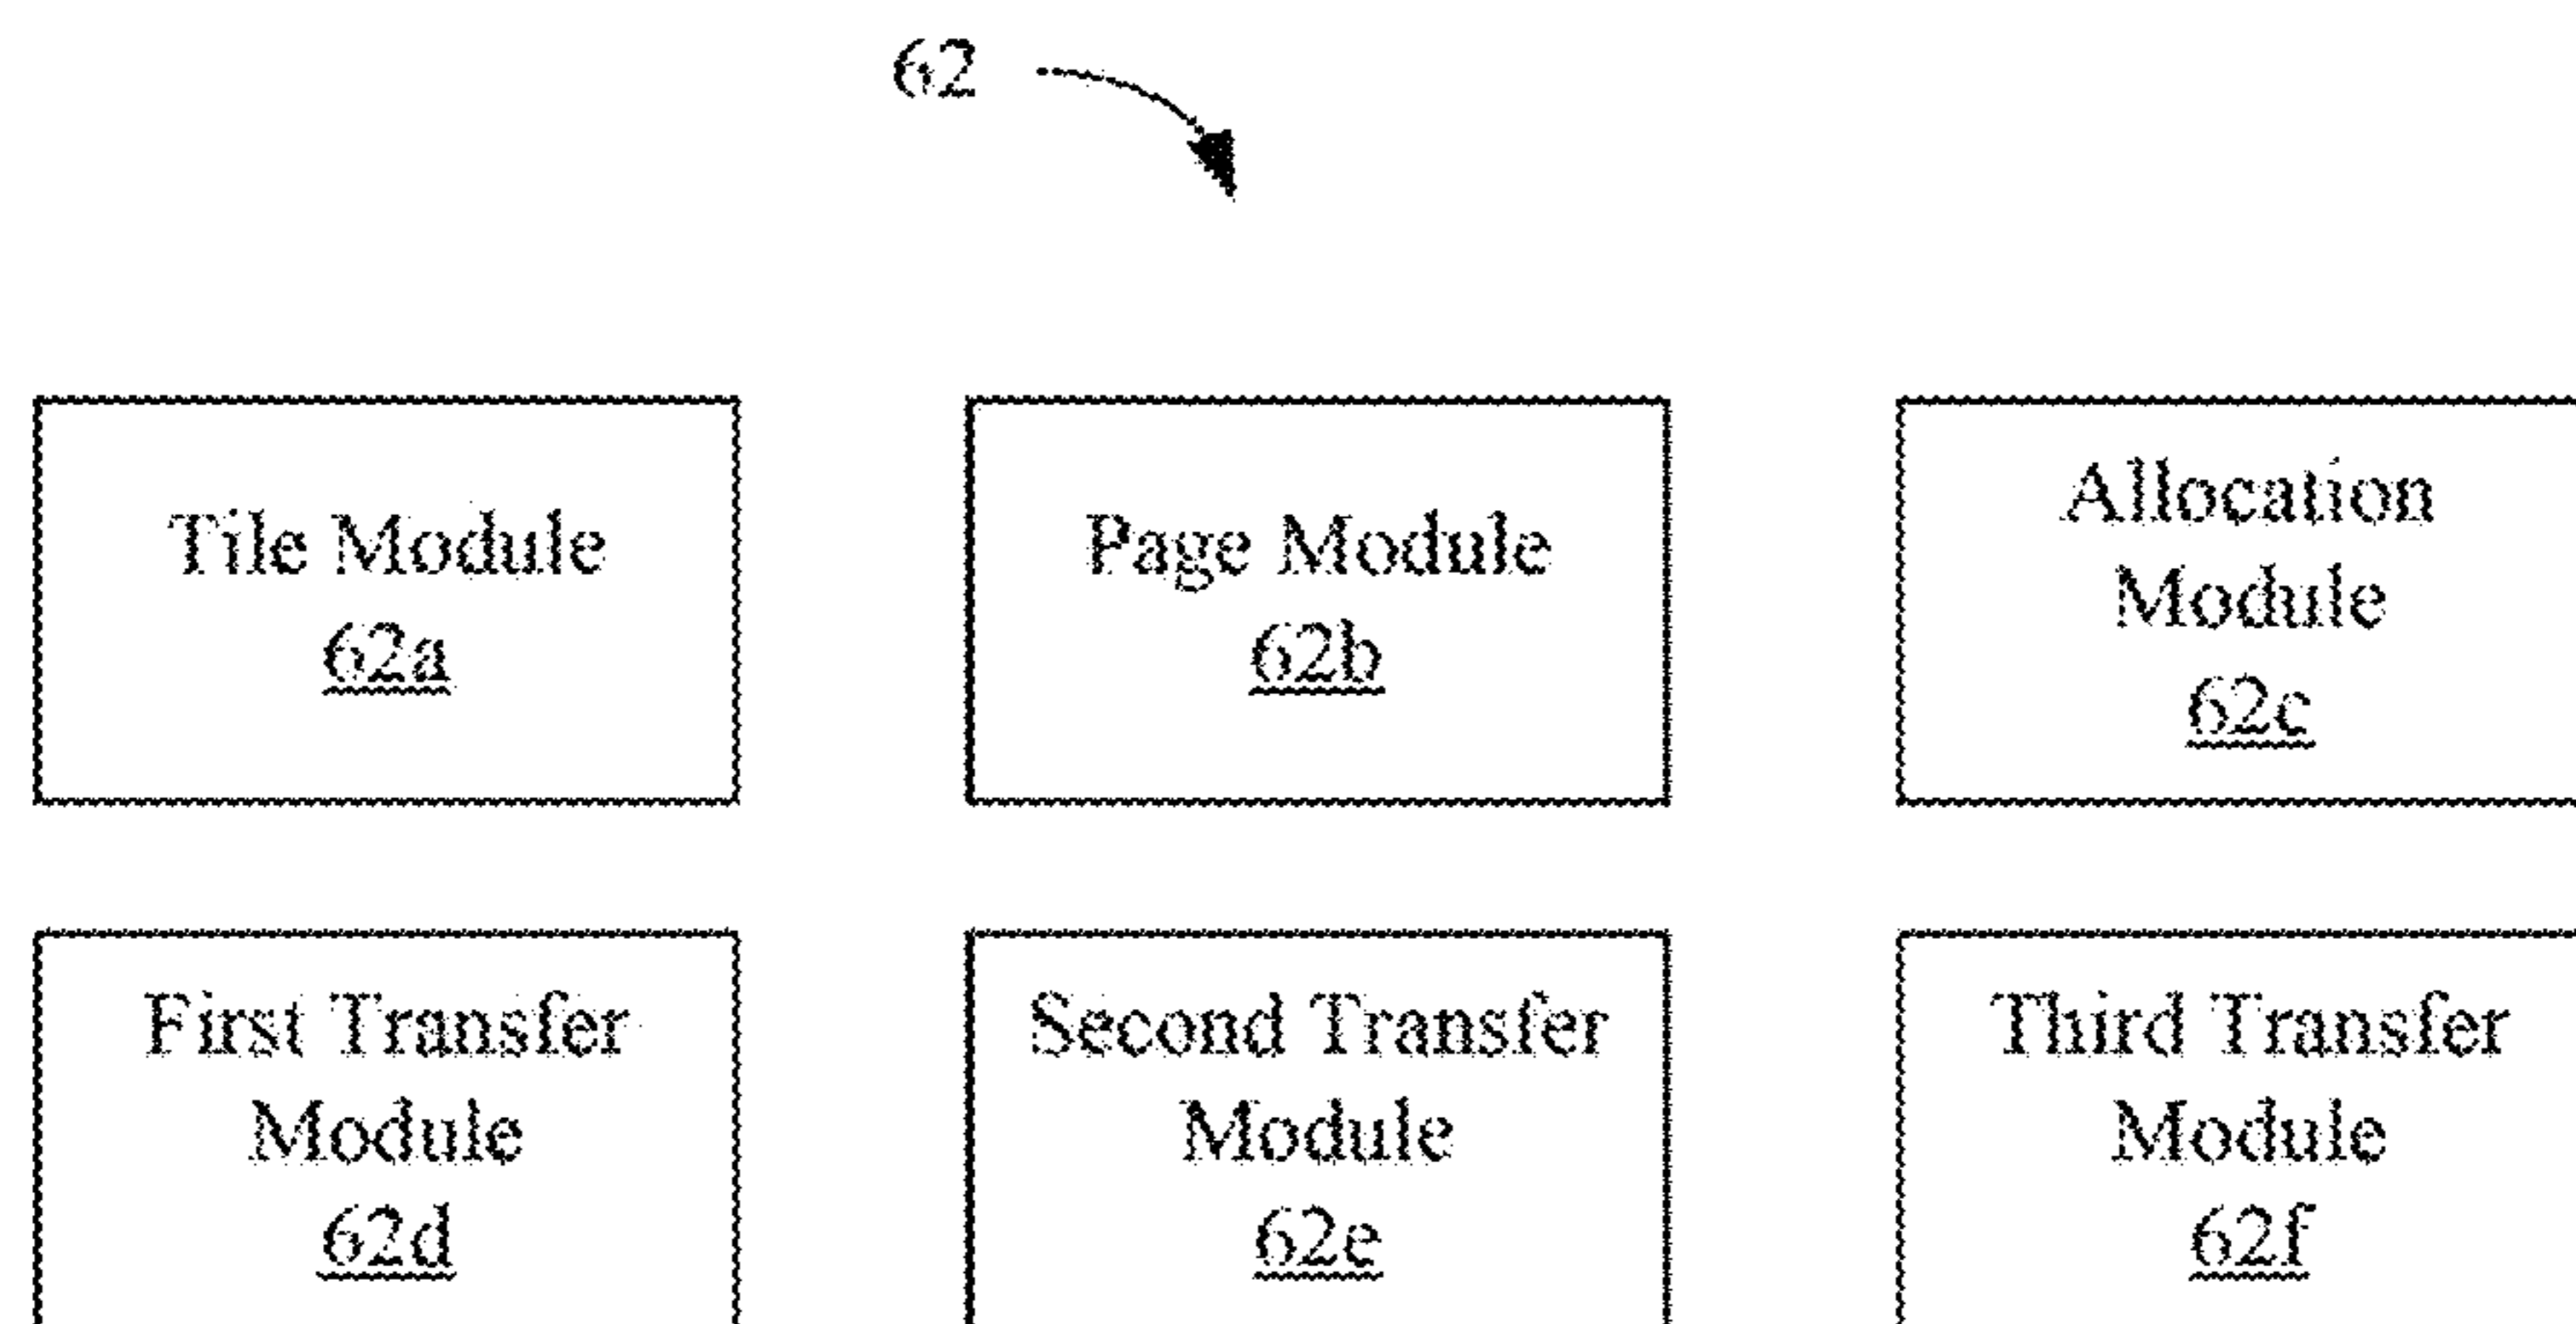 62
Tile Module
62a
Page Module
62b
Allocation
Module
62c
First Transfer
Module
62d
Second Transfer
Module
62e
Third Transfer
Module
62f